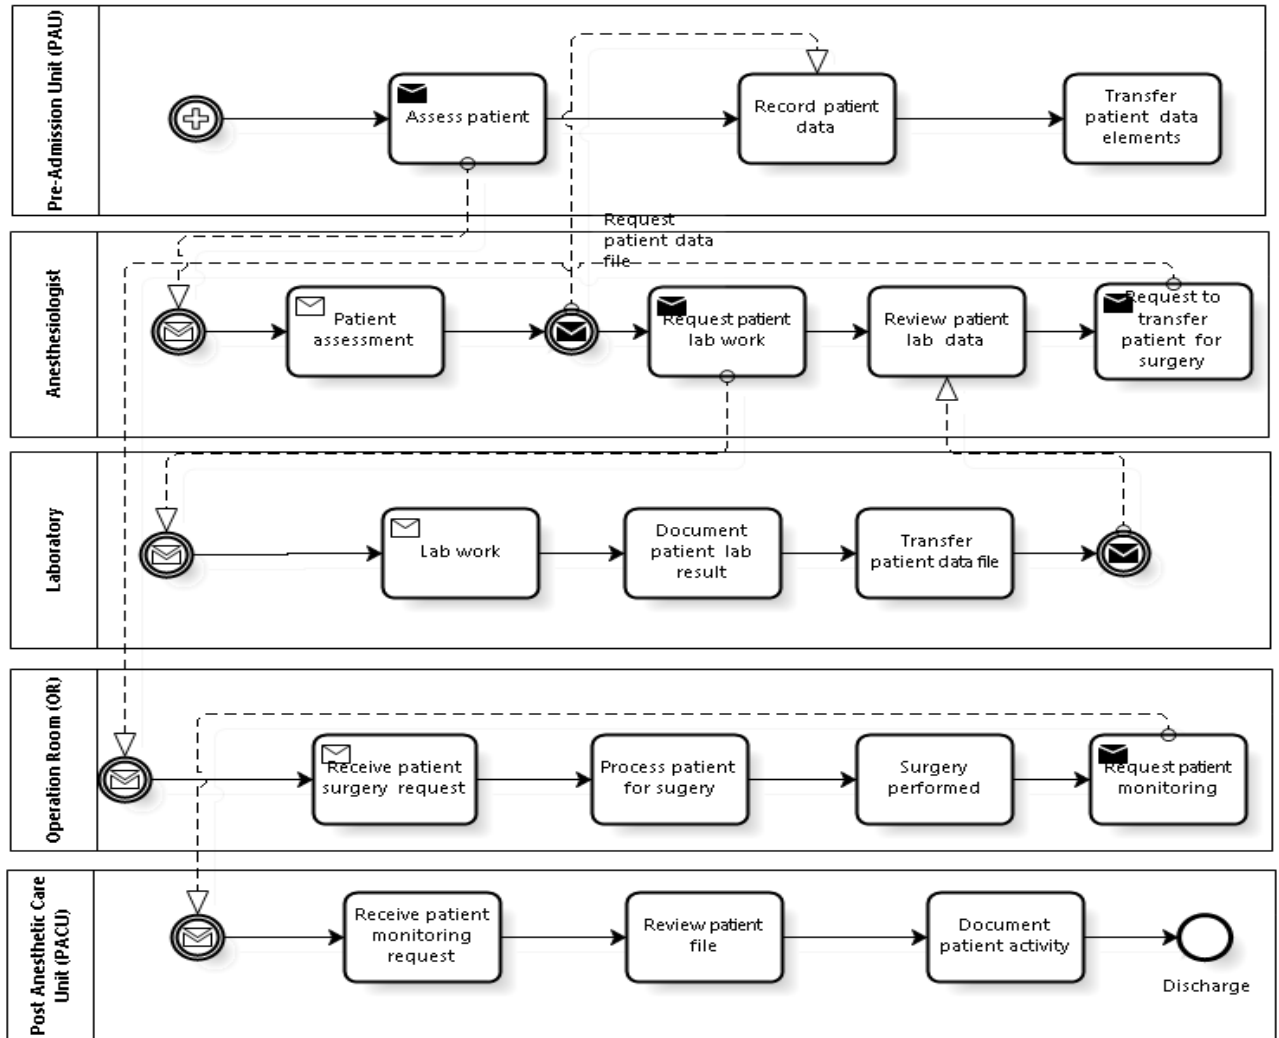 Pre-Admission Unit (PAU)
Assess patient
Record patient
data
Transfer
patient data
elements
Request
patient data
file
Anesthesiologist
Patient
assessment
Request patient
lab work
Review patient
lab data
Request to
transfer
patient for
surgery
Laboratory
Lab work
Document
patient lab
result
Transfer
patient data file
Operation Room (OR)
Receive patient
surgery request
Process patient
for sugery
Surgery
performed
Request patient
monitoring
Post Anesthetic Care
Unit (PACU)
Receive patient
monitoring
request
Review patient
file
Document
patient activity
Discharge